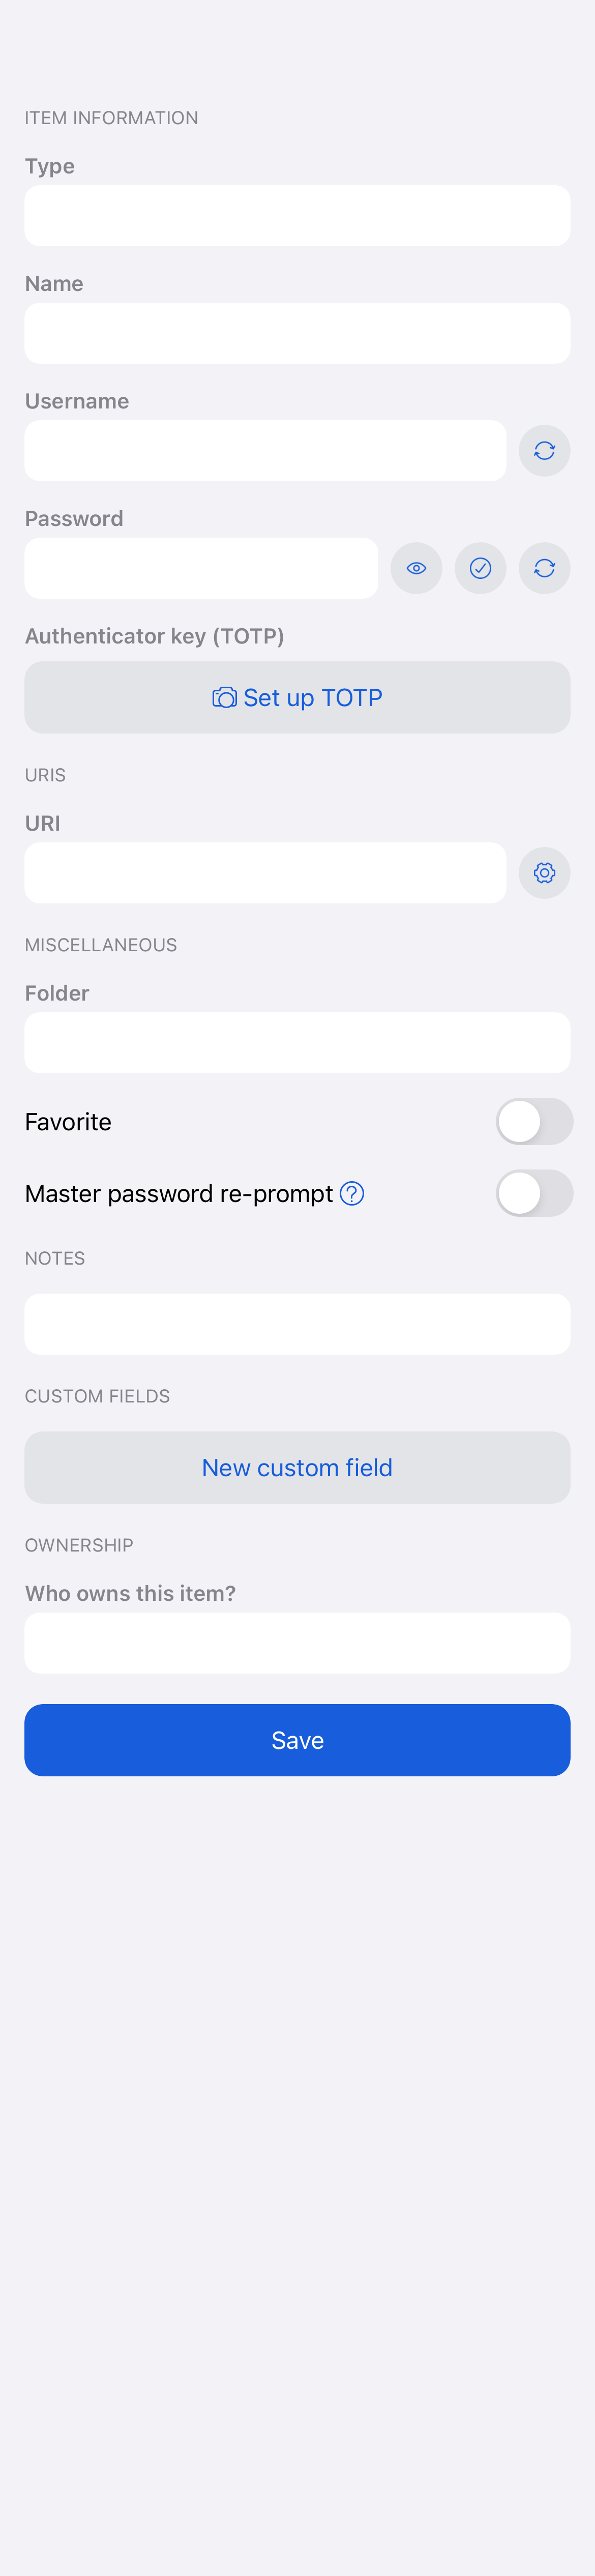 ITEM INFORMATION
Type
Name
Username
Password
Authenticator key (TOTP)
Set up TOTP
URIS
URI
MISCELLANEOUS
Folder
Favorite
Master password re-prompt
NOTES
CUSTOM FIELDS
New custom field
OWNERSHIP
Who owns this item?
Save